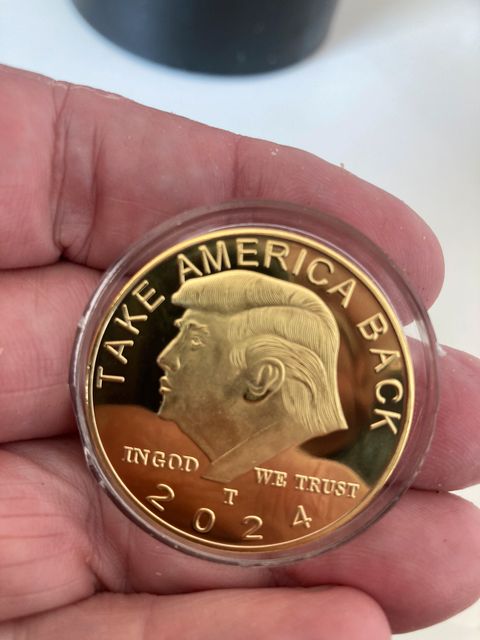 TAKE AMERICA BACK
IN GOD WE TRUST
T
2024